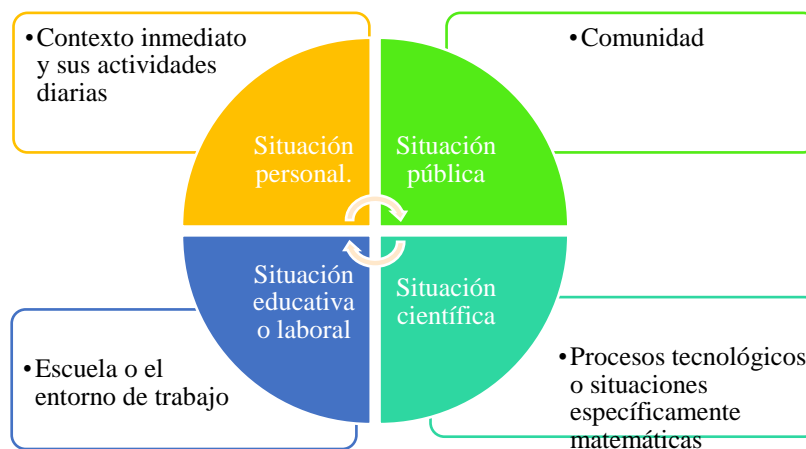 •Contexto inmediato
y sus actividades
diarias
•Comunidad
Situación
personal.
Situación
pública
Situación
educativa
o laboral
Situación
científica
•Escuela o el
entorno de trabajo
•Procesos tecnológicos
o situaciones
específicamente
matemáticas